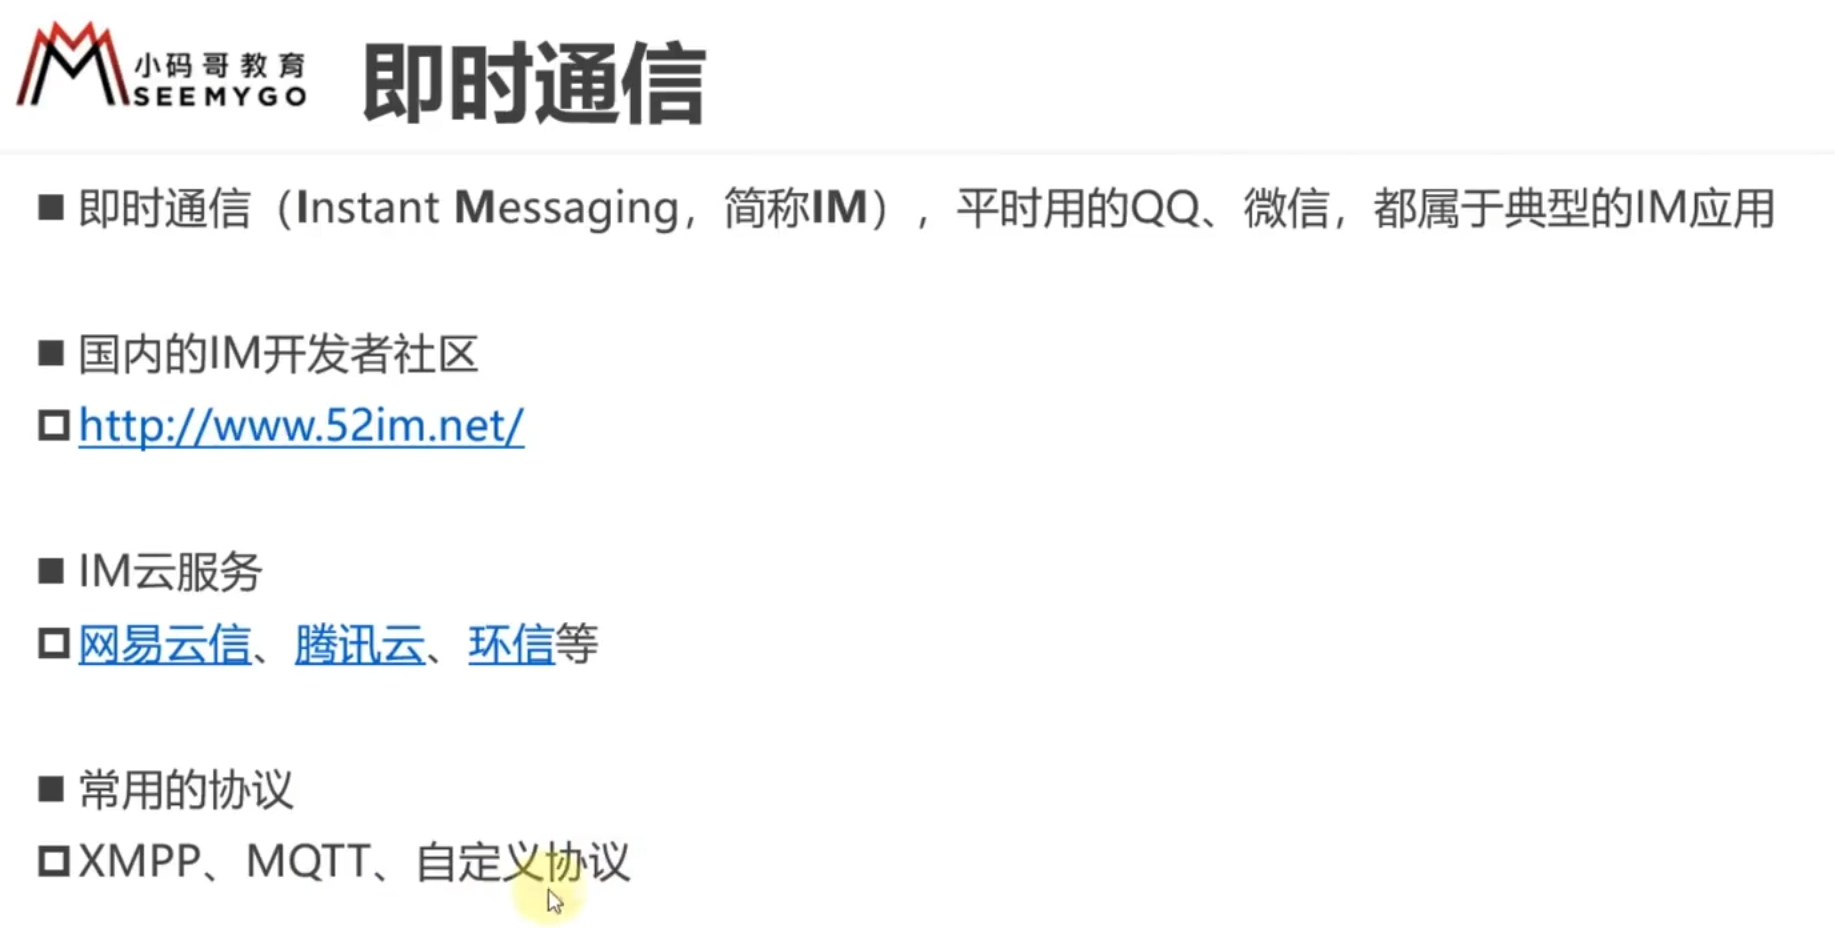 小码哥教育
SEEMYGO
即时通信
■ 即时通信（Instant Messaging，简称IM），平时用的QQ、微信，都属于典型的IM应用
■ 国内的IM开发者社区
□ http://www.52im.net/
■ IM云服务
□ 网易云信、腾讯云、环信等
■ 常用的协议
□ XMPP、MQTT、自定义协议